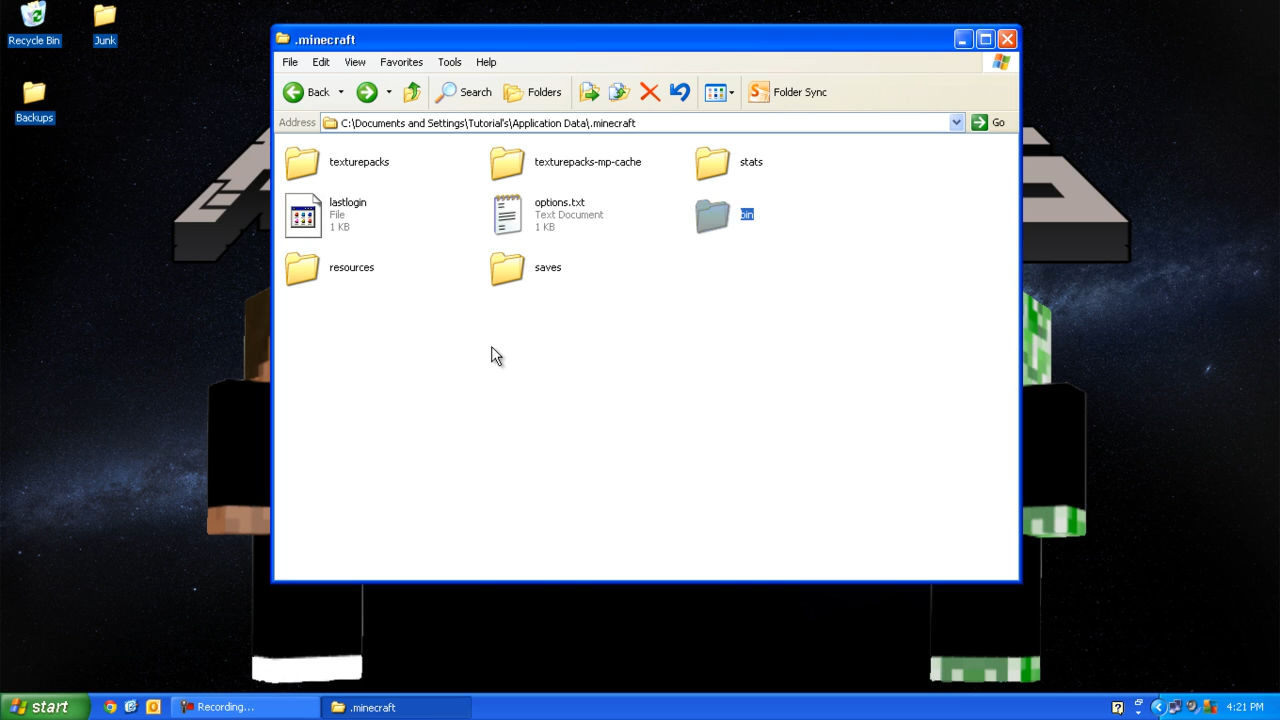 Recycle Bin
Junk
Backups
.minecraft
File Edit View Favorites Tools Help
Back Search Folders Folder Sync
Address C:\Documents and Settings\Tutorial's\Application Data\.minecraft Go
texturepacks
texturepacks-mp-cache
stats
lastlogin
File
1 KB
options.txt
Text Document
1 KB
bin
resources
saves
start Recording... .minecraft 4:21 PM